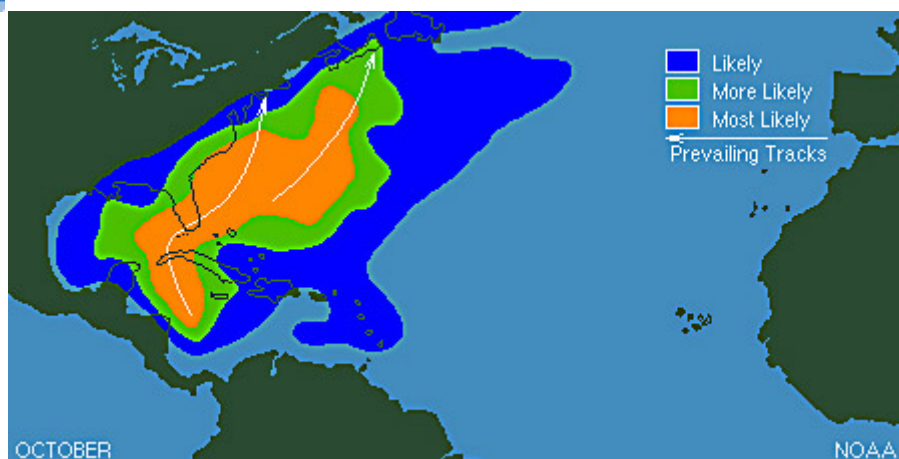 Likely
More Likely
Most Likely
Prevailing Tracks
OCTOBER
NOAA